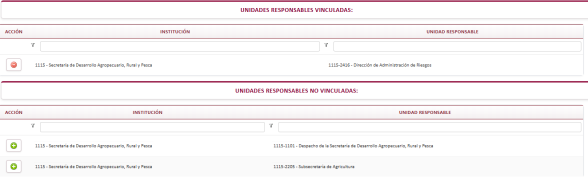 UNIDADES RESPONSABLES VINCULADAS:
ACCIÓN INSTITUCIÓN UNIDAD RESPONSABLE
1115 - Secretaría de Desarrollo Agropecuario, Rural y Pesca 1115-2416 - Dirección de Administración de Riesgos
UNIDADES RESPONSABLES NO VINCULADAS:
ACCIÓN INSTITUCIÓN UNIDAD RESPONSABLE
1115 - Secretaría de Desarrollo Agropecuario, Rural y Pesca 1115-1101 - Despacho de la Secretaría de Desarrollo Agropecuario, Rural y Pesca
1115 - Secretaría de Desarrollo Agropecuario, Rural y Pesca 1115-2205 - Subsecretaría de Agricultura